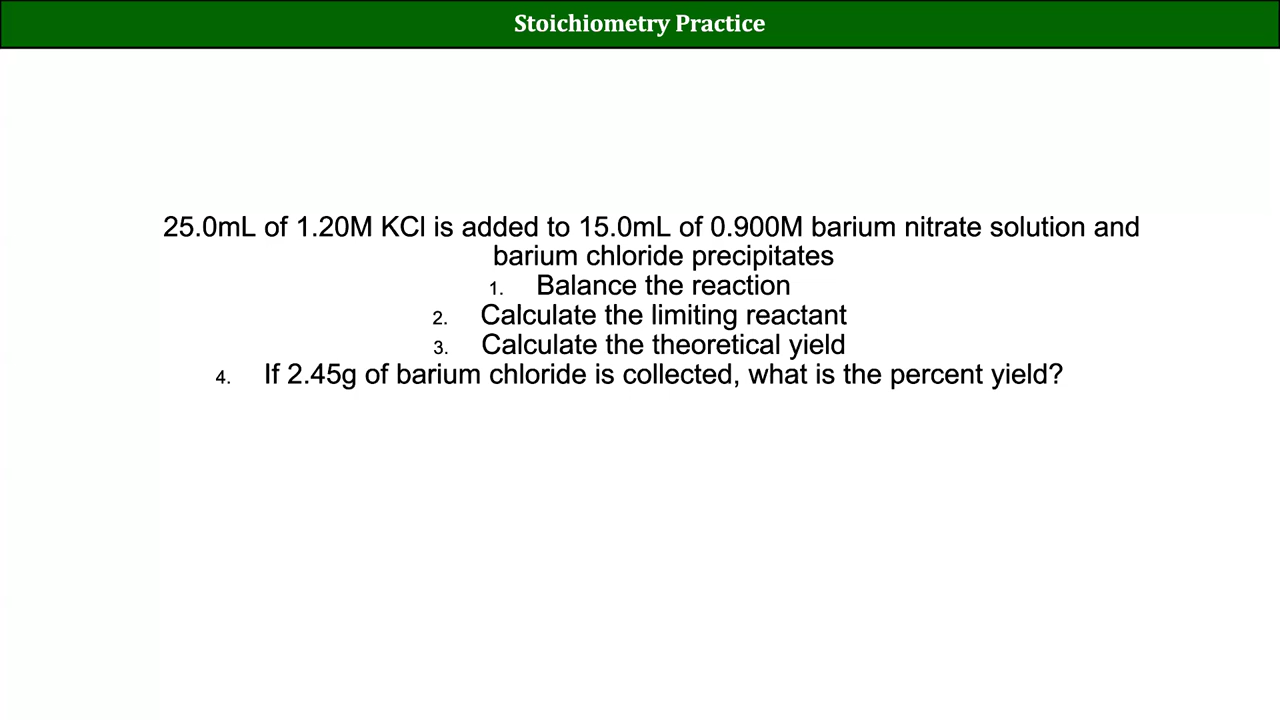 Stoichiometry Practice
25.0mL of 1.20M KCl is added to 15.0mL of 0.900M barium nitrate solution and
barium chloride precipitates
1. Balance the reaction
2. Calculate the limiting reactant
3. Calculate the theoretical yield
4. If 2.45g of barium chloride is collected, what is the percent yield?